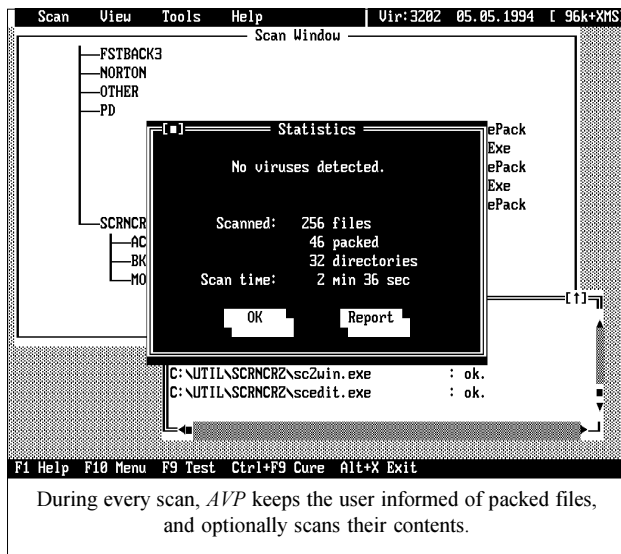 Scan View Tools Help Vir:3202 05.05.1994 [ 96k+XMS
Scan Window
FSTBACK3
NORTON
OTHER
PD
[■] Statistics
ePack
No viruses detected.
Exe
ePack
Exe
ePack
SCRNCR
Scanned: 256 files
AC
46 packed
BK
32 directories
MO
Scan time: 2 min 36 sec
[↑]
OK Report
C:\UTIL\SCRNCRZ\sc2win.exe : ok.
C:\UTIL\SCRNCRZ\scedit.exe : ok.
F1 Help F10 Menu F9 Test Ctrl+F9 Cure Alt+X Exit
During every scan, AVP keeps the user informed of packed files,
and optionally scans their contents.